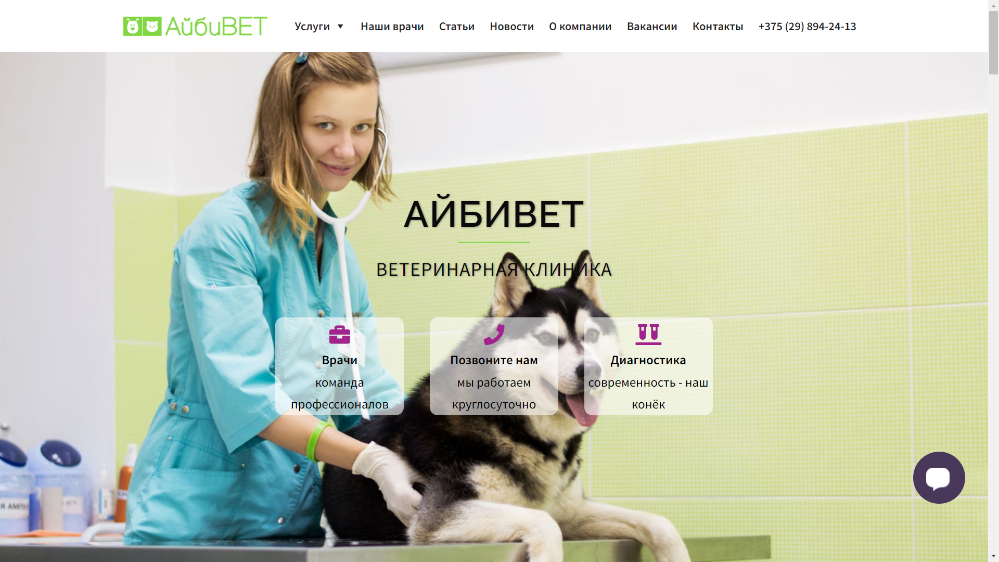 АйбиВЕТ
Услуги ▼ Наши врачи Статьи Новости О компании Вакансии Контакты +375 (29) 894-24-13
АЙБИВЕТ
ВЕТЕРИНАРНАЯ КЛИНИКА
Врачи
команда
профессионалов
Позвоните нам
мы работаем
круглосуточно
Диагностика
современность - наш
конёк